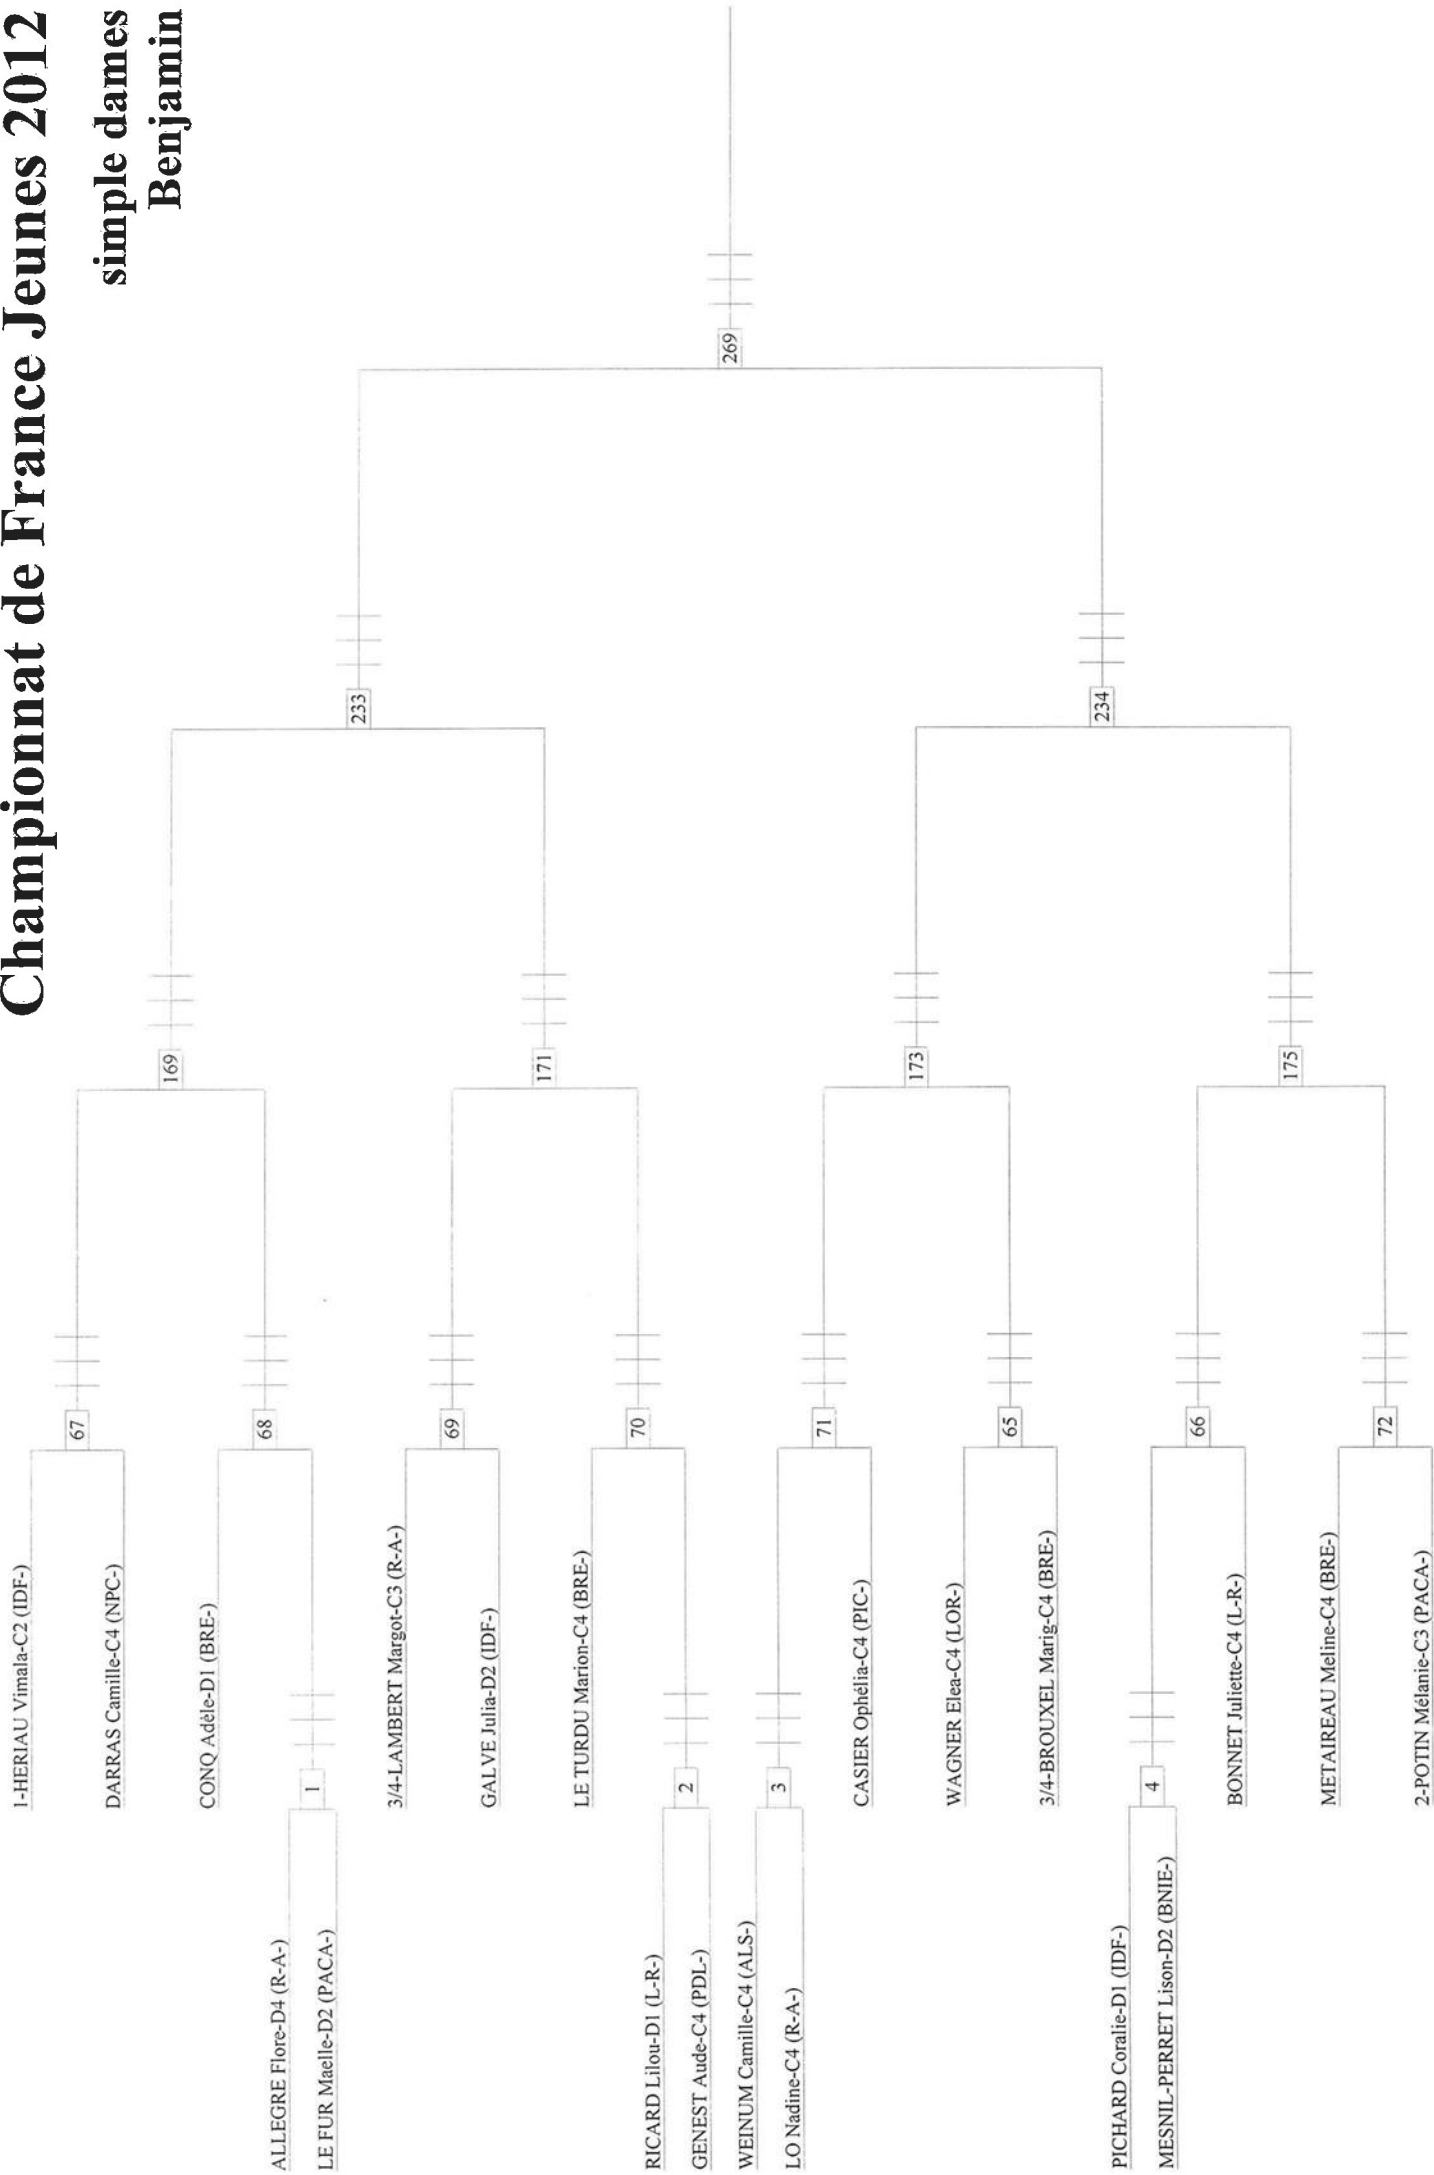 Championnat de France Jeunes 2012
simple dames
Benjamin
1-HERIAU Vimala-C2 (IDF-)
67
DARRAS Camille-C4 (NPC-)
169
CONQ Adèle-D1 (BRE-)
68
ALLEGRE Flore-D4 (R-A-)
1
LE FUR Maelle-D2 (PACA-)
233
3/4-LAMBERT Margot-C3 (R-A-)
69
GALVE Julia-D2 (IDF-)
171
LE TURDU Marion-C4 (BRE-)
70
RICARD Lilou-D1 (L-R-)
2
GENEST Aude-C4 (PDL-)
269
WEINUM Camille-C4 (ALS-)
3
LO Nadine-C4 (R-A-)
71
CASIER Ophélia-C4 (PIC-)
173
WAGNER Elea-C4 (LOR-)
65
3/4-BROUXEL Marig-C4 (BRE-)
234
PICHARD Coralie-D1 (IDF-)
4
MESNIL-PERRET Lison-D2 (BNIE-)
66
BONNET Juliette-C4 (L-R-)
175
METAIREAU Meline-C4 (BRE-)
72
2-POTIN Mélanie-C3 (PACA-)